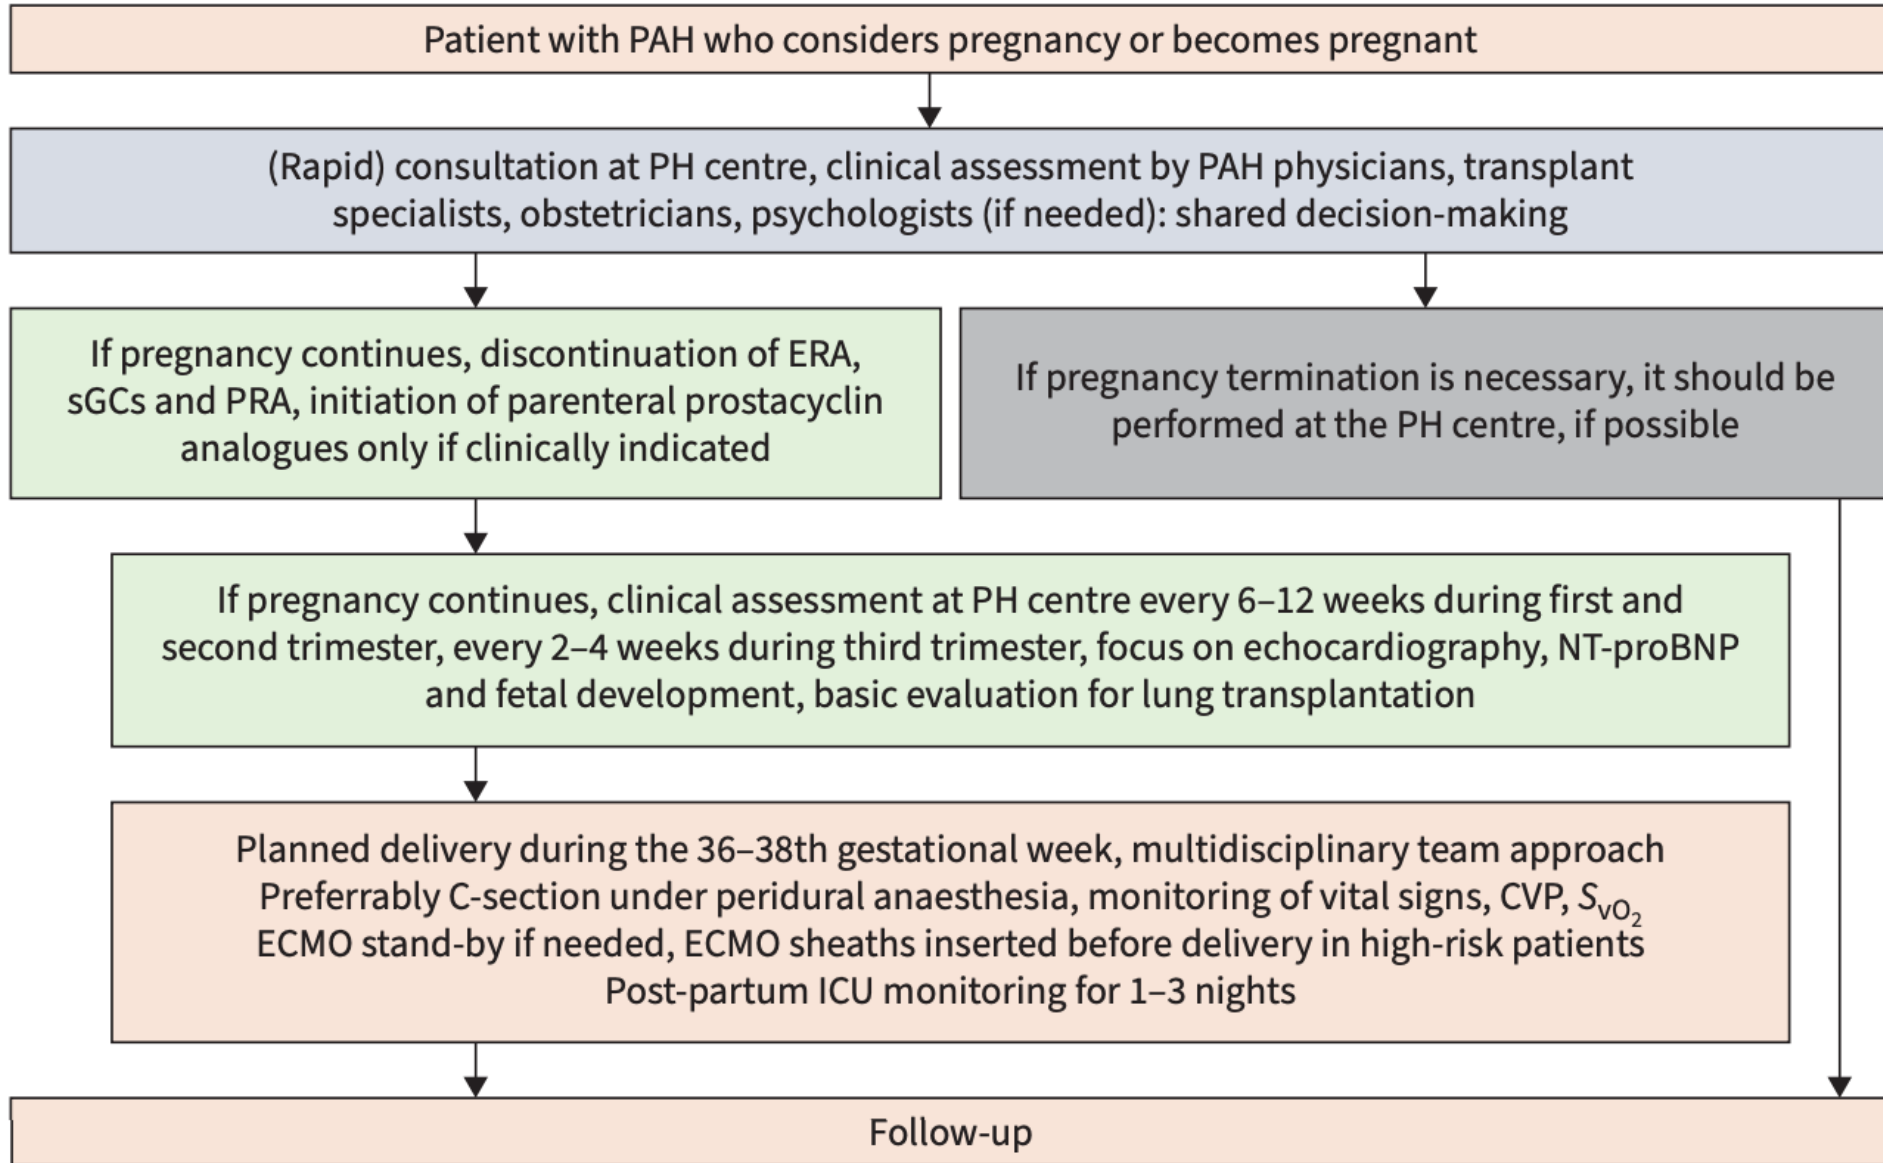 Patient with PAH who considers pregnancy or becomes pregnant
(Rapid) consultation at PH centre, clinical assessment by PAH physicians, transplant
specialists, obstetricians, psychologists (if needed): shared decision-making
If pregnancy continues, discontinuation of ERA,
sGCs and PRA, initiation of parenteral prostacyclin
analogues only if clinically indicated
If pregnancy termination is necessary, it should be
performed at the PH centre, if possible
If pregnancy continues, clinical assessment at PH centre every 6–12 weeks during first and
second trimester, every 2–4 weeks during third trimester, focus on echocardiography, NT-proBNP
and fetal development, basic evaluation for lung transplantation
Planned delivery during the 36–38th gestational week, multidisciplinary team approach
Preferrably C-section under peridural anaesthesia, monitoring of vital signs, CVP, SvO2
ECMO stand-by if needed, ECMO sheaths inserted before delivery in high-risk patients
Post-partum ICU monitoring for 1–3 nights
Follow-up